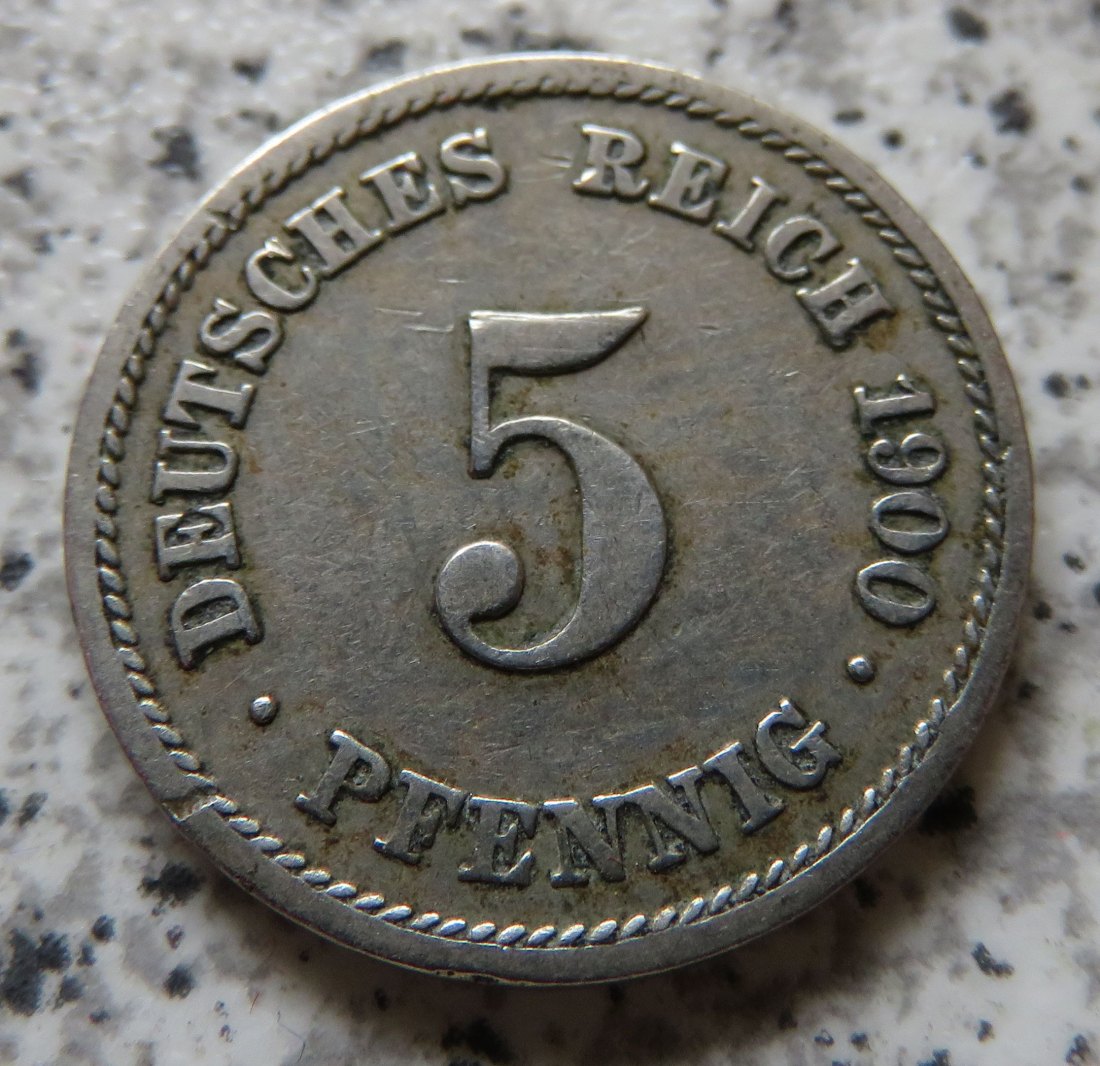 DEUTSCHES REICH 1900
5
· PFENNIG ·